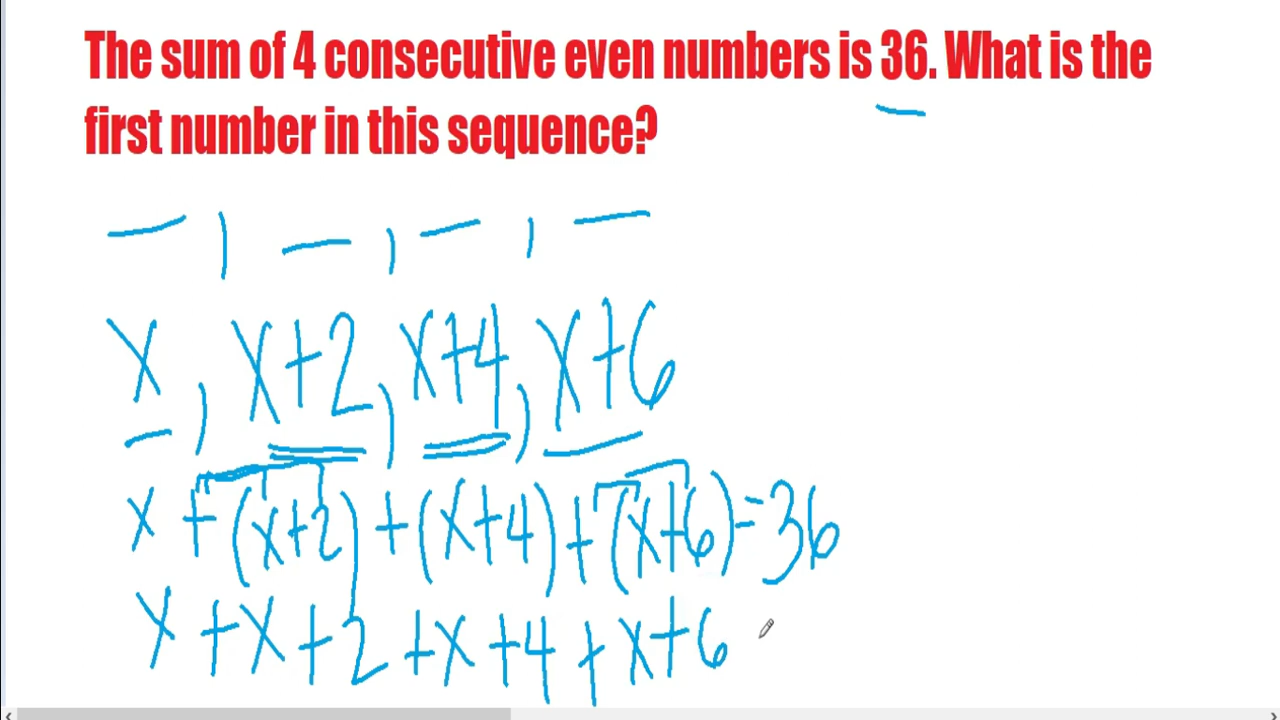 The sum of 4 consecutive even numbers is 36. What is the
first number in this sequence?
_, _, _, _
x, x+2, x+4, x+6
x + (x+2) + (x+4) + (x+6) = 36
x + x + 2 + x + 4 + x + 6